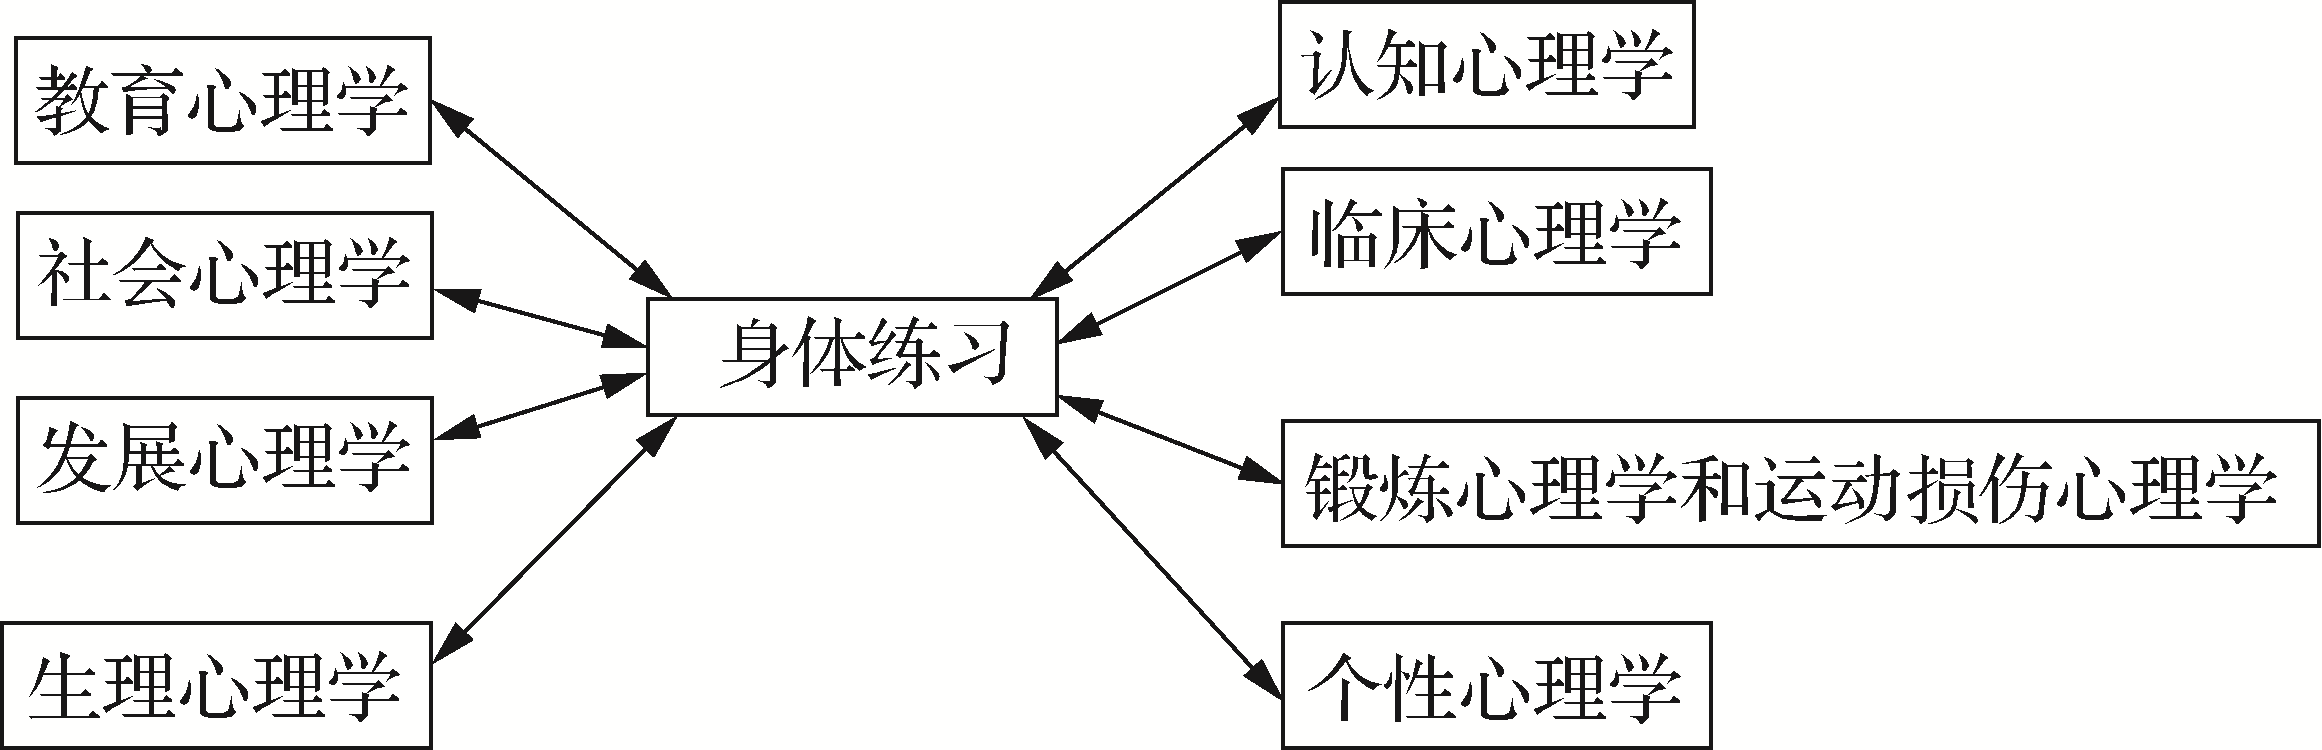 教育心理学
社会心理学
发展心理学
生理心理学
身体练习
认知心理学
临床心理学
锻炼心理学和运动损伤心理学
个性心理学